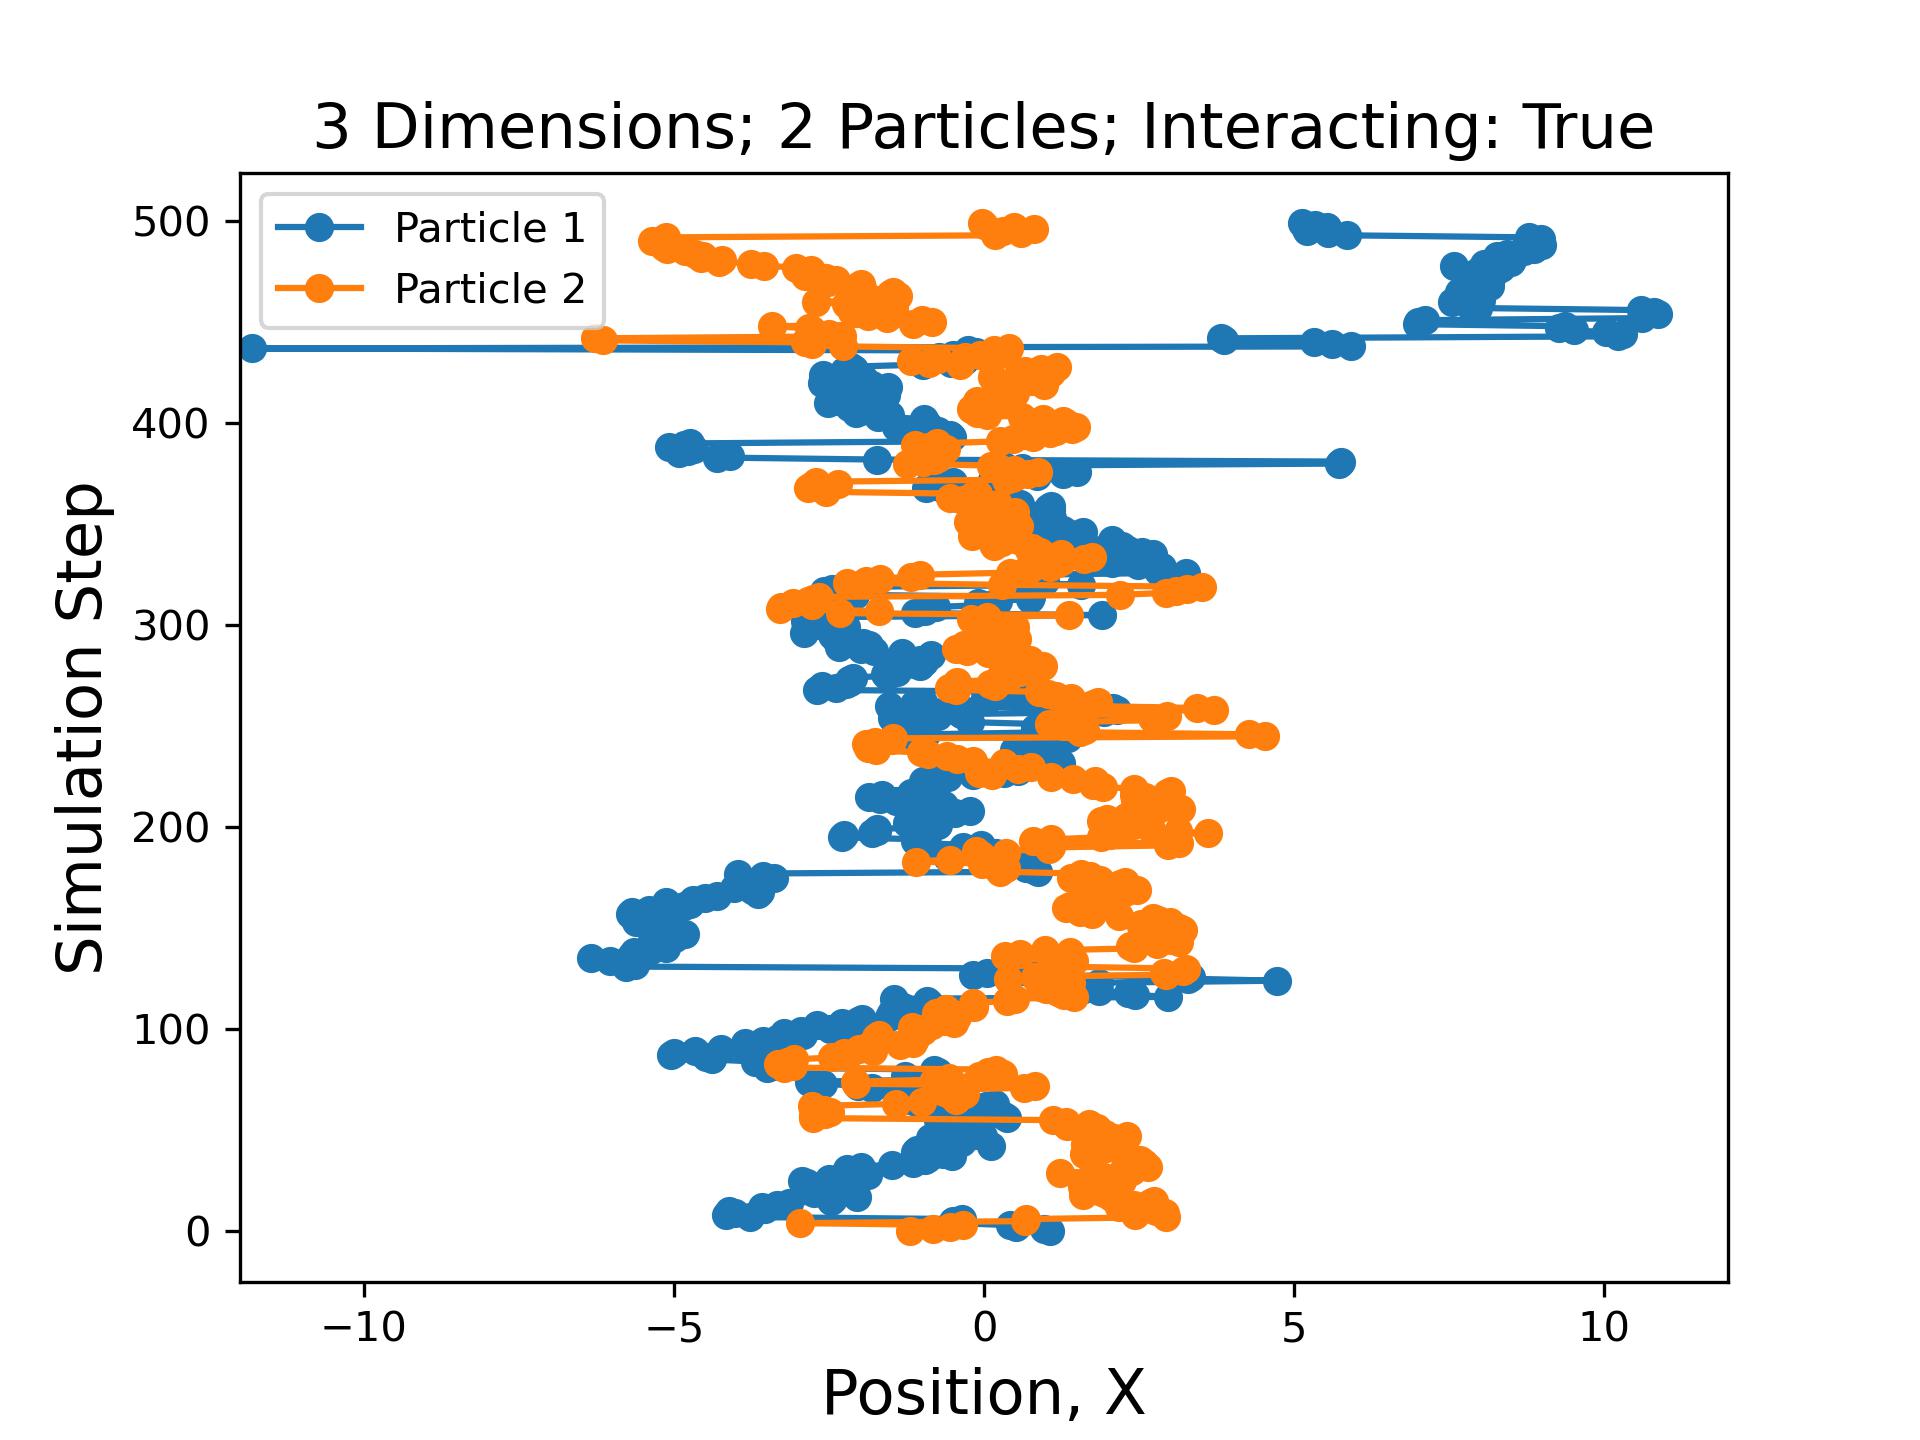 3 Dimensions; 2 Particles; Interacting: True
Particle 1
Particle 2
500
400
300
200
100
0
Simulation Step
−10
−5
0
5
10
Position, X